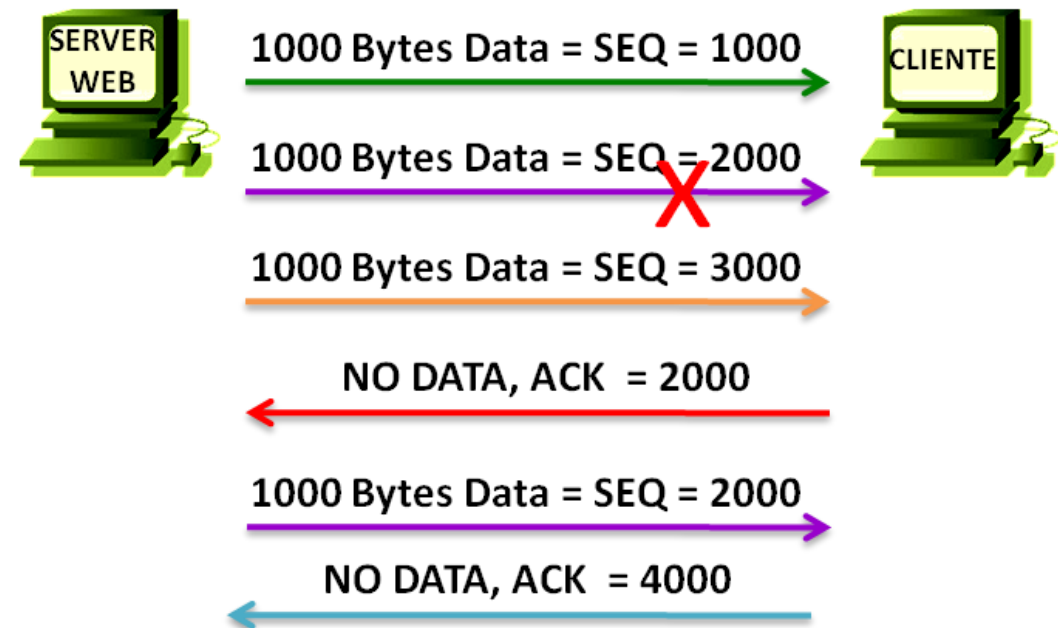 SERVER
WEB
CLIENTE
1000 Bytes Data = SEQ = 1000
1000 Bytes Data = SEQ = 2000
X
1000 Bytes Data = SEQ = 3000
NO DATA, ACK = 2000
1000 Bytes Data = SEQ = 2000
NO DATA, ACK = 4000